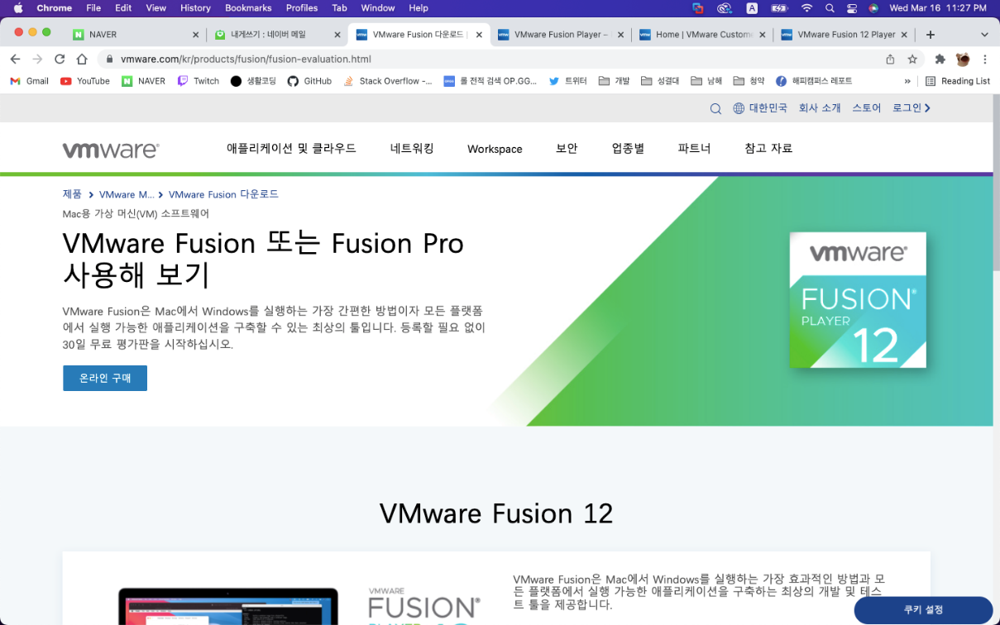 Chrome File Edit View History Bookmarks Profiles Tab Window Help A Wed Mar 16 11:27 PM
N NAVER 내게쓰기 : 네이버 메일 VMware Fusion 다운로드 | VMware Fusion Player – Home | VMware Custome VMware Fusion 12 Player
vmware.com/kr/products/fusion/fusion-evaluation.html
Gmail YouTube NAVER Twitch 생활코딩 GitHub Stack Overflow -... 롤 전적 검색 OP.GG... 트위터 개발 성결대 남해 청약 해피캠퍼스 레포트 » Reading List
대한민국 회사 소개 스토어 로그인
vmware® 애플리케이션 및 클라우드 네트워킹 Workspace 보안 업종별 파트너 참고 자료
제품 VMware M... VMware Fusion 다운로드
Mac용 가상 머신(VM) 소프트웨어
VMware Fusion 또는 Fusion Pro
사용해 보기
VMware Fusion은 Mac에서 Windows를 실행하는 가장 간편한 방법이자 모든 플랫폼
에서 실행 가능한 애플리케이션을 구축할 수 있는 최상의 툴입니다. 등록할 필요 없이
30일 무료 평가판을 시작하십시오.
온라인 구매
vmware®
FUSION®
PLAYER
12
VMware Fusion 12
VMWARE
FUSION®
VMware Fusion은 Mac에서 Windows를 실행하는 가장 효과적인 방법과 모
든 플랫폼에서 실행 가능한 애플리케이션을 구축하는 최상의 개발 및 테스
트 툴을 제공합니다.
쿠키 설정